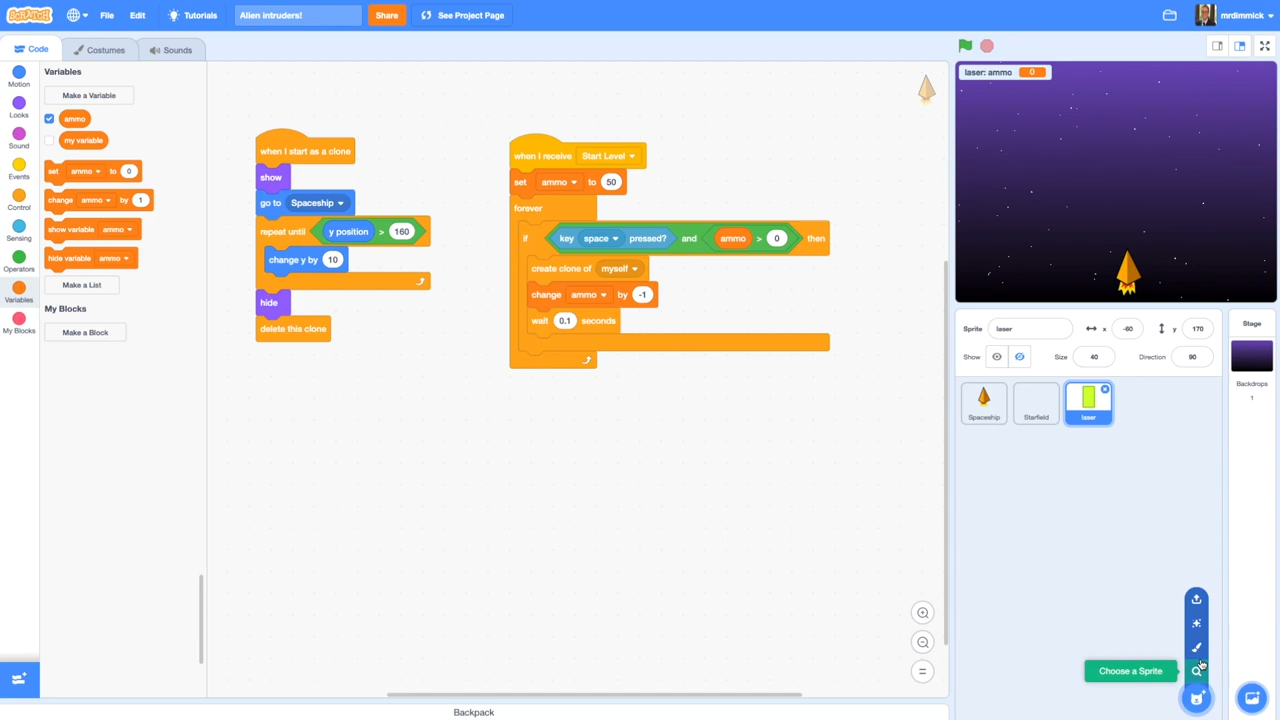 SCRATCH File Edit Tutorials Alien Intruders! Share See Project Page mrdimmick
Code Costumes Sounds
Motion
Looks
Sound
Events
Control
Sensing
Operators
Variables
My Blocks
Variables
Make a Variable
ammo
my variable
set ammo to 0
change ammo by 1
show variable ammo
hide variable ammo
Make a List
My Blocks
Make a Block
when I start as a clone
show
go to Spaceship
repeat until y position > 160
change y by 10
hide
delete this clone
when I receive Start Level
set ammo to 50
forever
if key space pressed? and ammo > 0 then
create clone of myself
change ammo by -1
wait 0.1 seconds
laser: ammo 0
Sprite laser x -60 y 170
Show Size 40 Direction 90
Spaceship
Starfield
laser
Stage
Backdrops
1
Choose a Sprite
Backpack